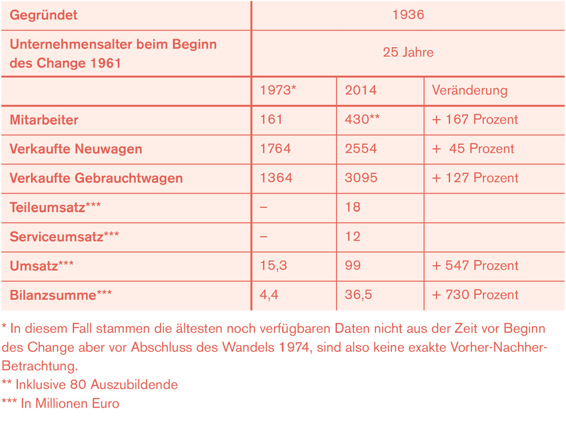 Gegründet 1936
Unternehmensalter beim Beginn
des Change 1961 25 Jahre
1973* 2014 Veränderung
Mitarbeiter 161 430** + 167 Prozent
Verkaufte Neuwagen 1764 2554 + 45 Prozent
Verkaufte Gebrauchtwagen 1364 3095 + 127 Prozent
Teileumsatz*** – 18
Serviceumsatz*** – 12
Umsatz*** 15,3 99 + 547 Prozent
Bilanzsumme*** 4,4 36,5 + 730 Prozent
* In diesem Fall stammen die ältesten noch verfügbaren Daten nicht aus der Zeit vor Beginn
des Change aber vor Abschluss des Wandels 1974, sind also keine exakte Vorher-Nachher-
Betrachtung.
** Inklusive 80 Auszubildende
*** In Millionen Euro